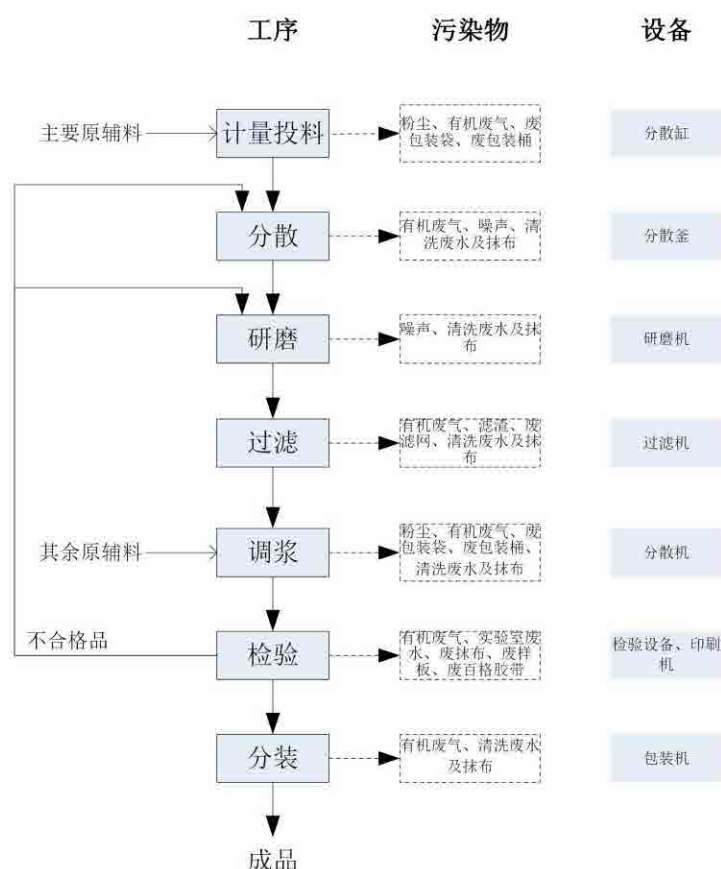 工序 污染物 设备
主要原辅料 计量投料
粉尘、有机废气、废
包装袋、废包装桶
分散缸
分散
有机废气、噪声、清
洗废水及抹布
分散釜
研磨
噪声、清洗废水及抹
布
研磨机
过滤
有机废气、滤渣、废
滤网、清洗废水及抹
布
过滤机
其余原辅料 调浆
粉尘、有机废气、废
包装袋、废包装桶、
清洗废水及抹布
分散机
不合格品
检验
有机废气、实验室废
水、废抹布、废样
板、废百格胶带
检验设备、印刷
机
分装
有机废气、清洗废水
及抹布
包装机
成品